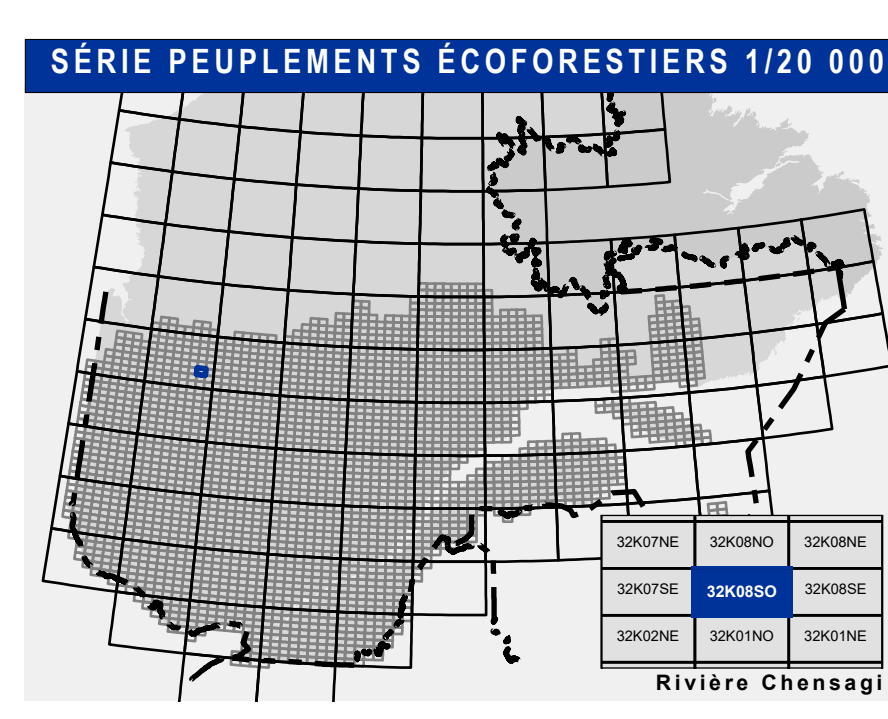 SÉRIE PEUPLEMENTS ÉCOFORESTIERS 1/20 000
32K07NE 32K08NO 32K08NE
32K07SE 32K08SO 32K08SE
32K02NE 32K01NO 32K01NE
Rivière Chensagi